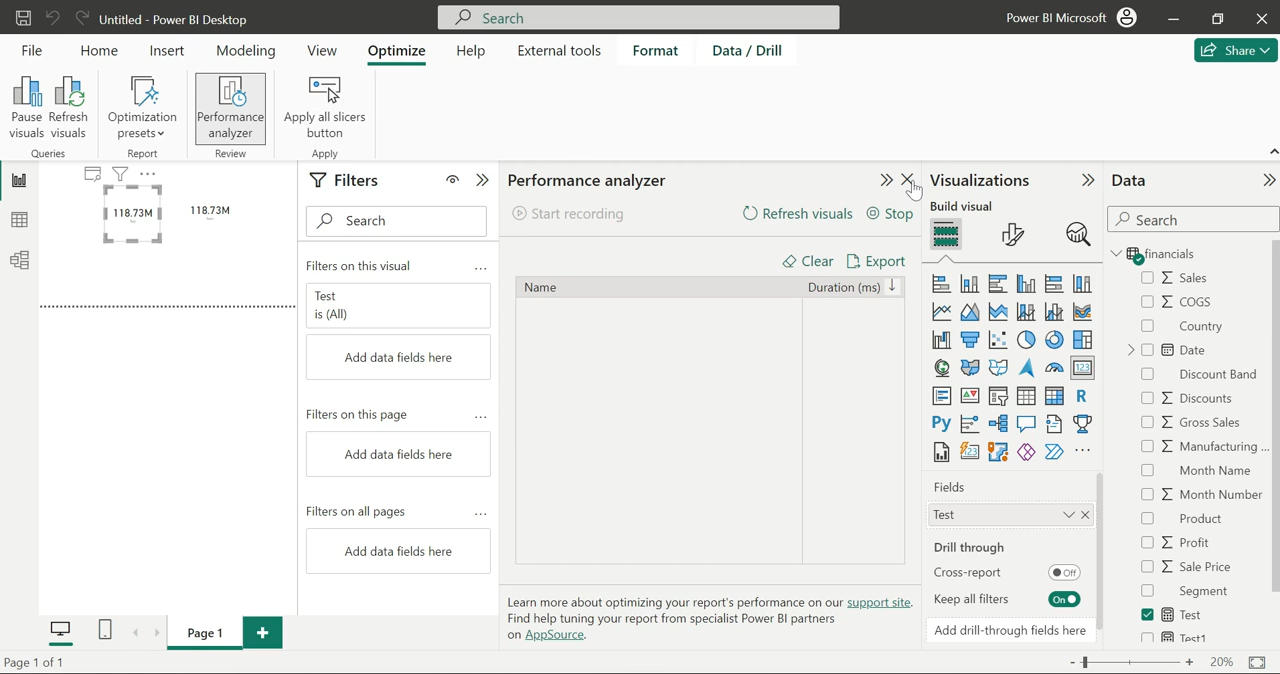 Untitled - Power BI Desktop
Search
Power BI Microsoft
File
Home
Insert
Modeling
View
Optimize
Help
External tools
Format
Data / Drill
Share
Pause visuals
Refresh visuals
Queries
Optimization presets
Report
Performance analyzer
Review
Apply all slicers button
Apply
118.73M
118.73M
Filters
Search
Filters on this visual
...
Test
is (All)
Add data fields here
Filters on this page
...
Add data fields here
Filters on all pages
...
Add data fields here
Performance analyzer
Start recording
Refresh visuals
Stop
Clear
Export
Name
Duration (ms)
Learn more about optimizing your report's performance on our support site.
Find help tuning your report from specialist Power BI partners
on AppSource.
Visualizations
Build visual
123
R
Py
123
Fields
Test
Drill through
Cross-report
Off
Keep all filters
On
Add drill-through fields here
Data
Search
financials
Sales
COGS
Country
Date
Discount Band
Discounts
Gross Sales
Manufacturing ...
Month Name
Month Number
Product
Profit
Sale Price
Segment
Test
Test1
Page 1
Page 1 of 1
- + 20%